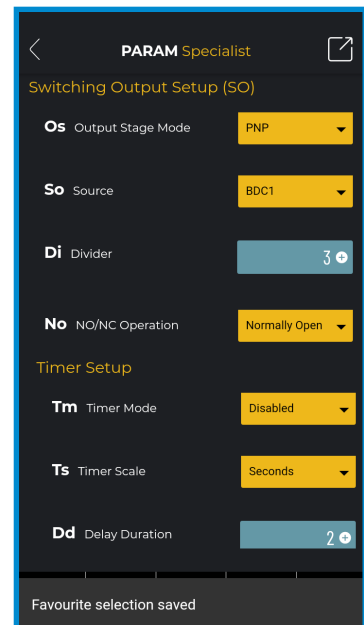 PARAM Specialist
Switching Output Setup (SO)
Os Output Stage Mode PNP
So Source BDC1
Di Divider 3
No NO/NC Operation Normally Open
Timer Setup
Tm Timer Mode Disabled
Ts Timer Scale Seconds
Dd Delay Duration 2
Favourite selection saved